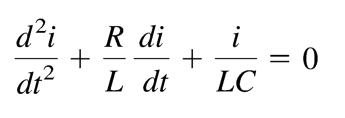 d²i/dt² + R/L di/dt + i/LC = 0